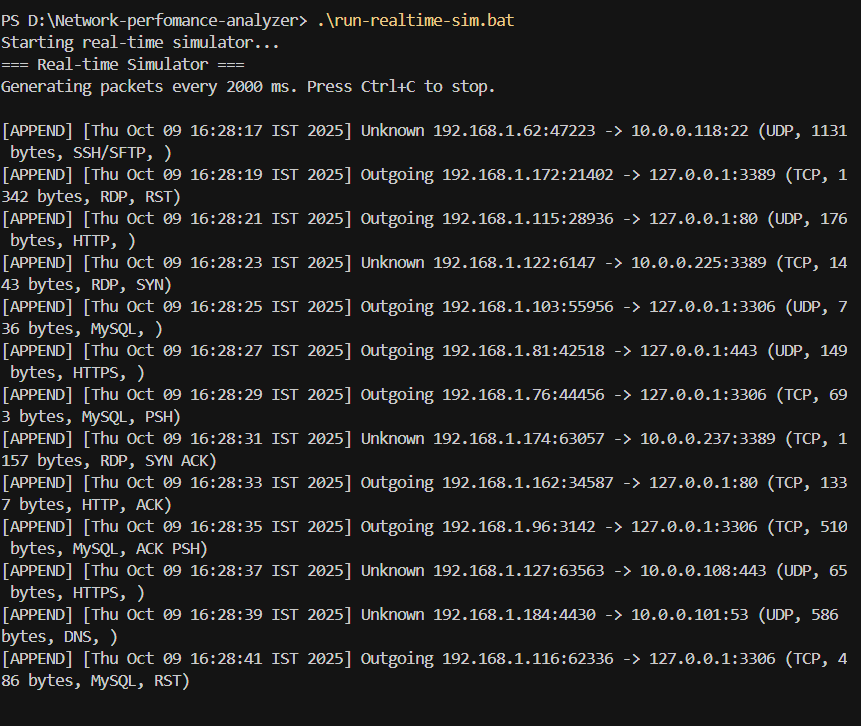 PS D:\Network-perfomance-analyzer> .\run-realtime-sim.bat
Starting real-time simulator...
=== Real-time Simulator ===
Generating packets every 2000 ms. Press Ctrl+C to stop.
[APPEND] [Thu Oct 09 16:28:17 IST 2025] Unknown 192.168.1.62:47223 -> 10.0.0.118:22 (UDP, 1131
 bytes, SSH/SFTP, )
[APPEND] [Thu Oct 09 16:28:19 IST 2025] Outgoing 192.168.1.172:21402 -> 127.0.0.1:3389 (TCP, 1
342 bytes, RDP, RST)
[APPEND] [Thu Oct 09 16:28:21 IST 2025] Outgoing 192.168.1.115:28936 -> 127.0.0.1:80 (UDP, 176
 bytes, HTTP, )
[APPEND] [Thu Oct 09 16:28:23 IST 2025] Unknown 192.168.1.122:6147 -> 10.0.0.225:3389 (TCP, 14
43 bytes, RDP, SYN)
[APPEND] [Thu Oct 09 16:28:25 IST 2025] Outgoing 192.168.1.103:55956 -> 127.0.0.1:3306 (UDP, 7
36 bytes, MySQL, )
[APPEND] [Thu Oct 09 16:28:27 IST 2025] Outgoing 192.168.1.81:42518 -> 127.0.0.1:443 (UDP, 149
 bytes, HTTPS, )
[APPEND] [Thu Oct 09 16:28:29 IST 2025] Outgoing 192.168.1.76:44456 -> 127.0.0.1:3306 (TCP, 69
3 bytes, MySQL, PSH)
[APPEND] [Thu Oct 09 16:28:31 IST 2025] Unknown 192.168.1.174:63057 -> 10.0.0.237:3389 (TCP, 1
157 bytes, RDP, SYN ACK)
[APPEND] [Thu Oct 09 16:28:33 IST 2025] Outgoing 192.168.1.162:34587 -> 127.0.0.1:80 (TCP, 133
7 bytes, HTTP, ACK)
[APPEND] [Thu Oct 09 16:28:35 IST 2025] Outgoing 192.168.1.96:3142 -> 127.0.0.1:3306 (TCP, 510
 bytes, MySQL, ACK PSH)
[APPEND] [Thu Oct 09 16:28:37 IST 2025] Unknown 192.168.1.127:63563 -> 10.0.0.108:443 (UDP, 65
 bytes, HTTPS, )
[APPEND] [Thu Oct 09 16:28:39 IST 2025] Unknown 192.168.1.184:4430 -> 10.0.0.101:53 (UDP, 586
bytes, DNS, )
[APPEND] [Thu Oct 09 16:28:41 IST 2025] Outgoing 192.168.1.116:62336 -> 127.0.0.1:3306 (TCP, 4
86 bytes, MySQL, RST)